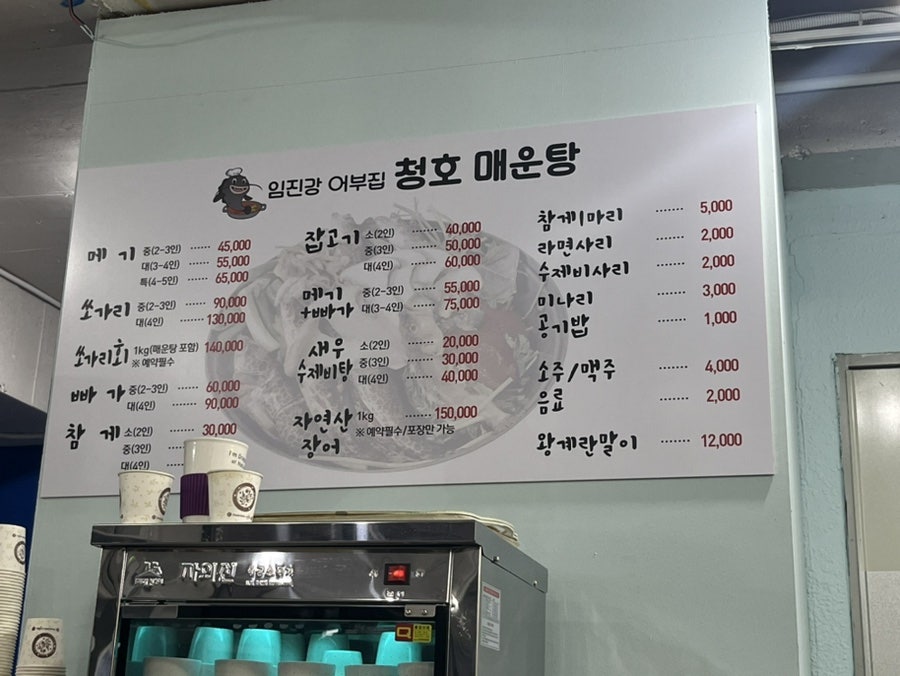 임진강 어부집 청호 매운탕
메기 중(2-3인) ······ 45,000
대(3-4인) ······ 55,000
특(4-5인) ······ 65,000
쏘가리 중(2-3인) ······ 90,000
대(4인) ······ 130,000
쏘가리회 1kg(매운탕 포함) 140,000
※ 예약필수
빠가 중(2-3인) ······ 60,000
대(4인) ······ 90,000
참게 소(2인) ······ 30,000
중(3인)
대(4인)
잡고기 소(2인) ······ 40,000
중(3인) ······ 50,000
대(4인) ······ 60,000
메기+빠가 중(2-3인) ······ 55,000
대(3-4인) ······ 75,000
새우수제비탕 소(2인) ······ 20,000
중(3인) ······ 30,000
대(4인) ······ 40,000
자연산장어 1kg ······ 150,000
※ 예약필수/포장만 가능
참게1마리 ······ 5,000
라면사리 ······ 2,000
수제비사리 ······ 2,000
미나리 ······ 3,000
공기밥 ······ 1,000
소주/맥주 ······ 4,000
음료 ······ 2,000
왕계란말이 ······ 12,000